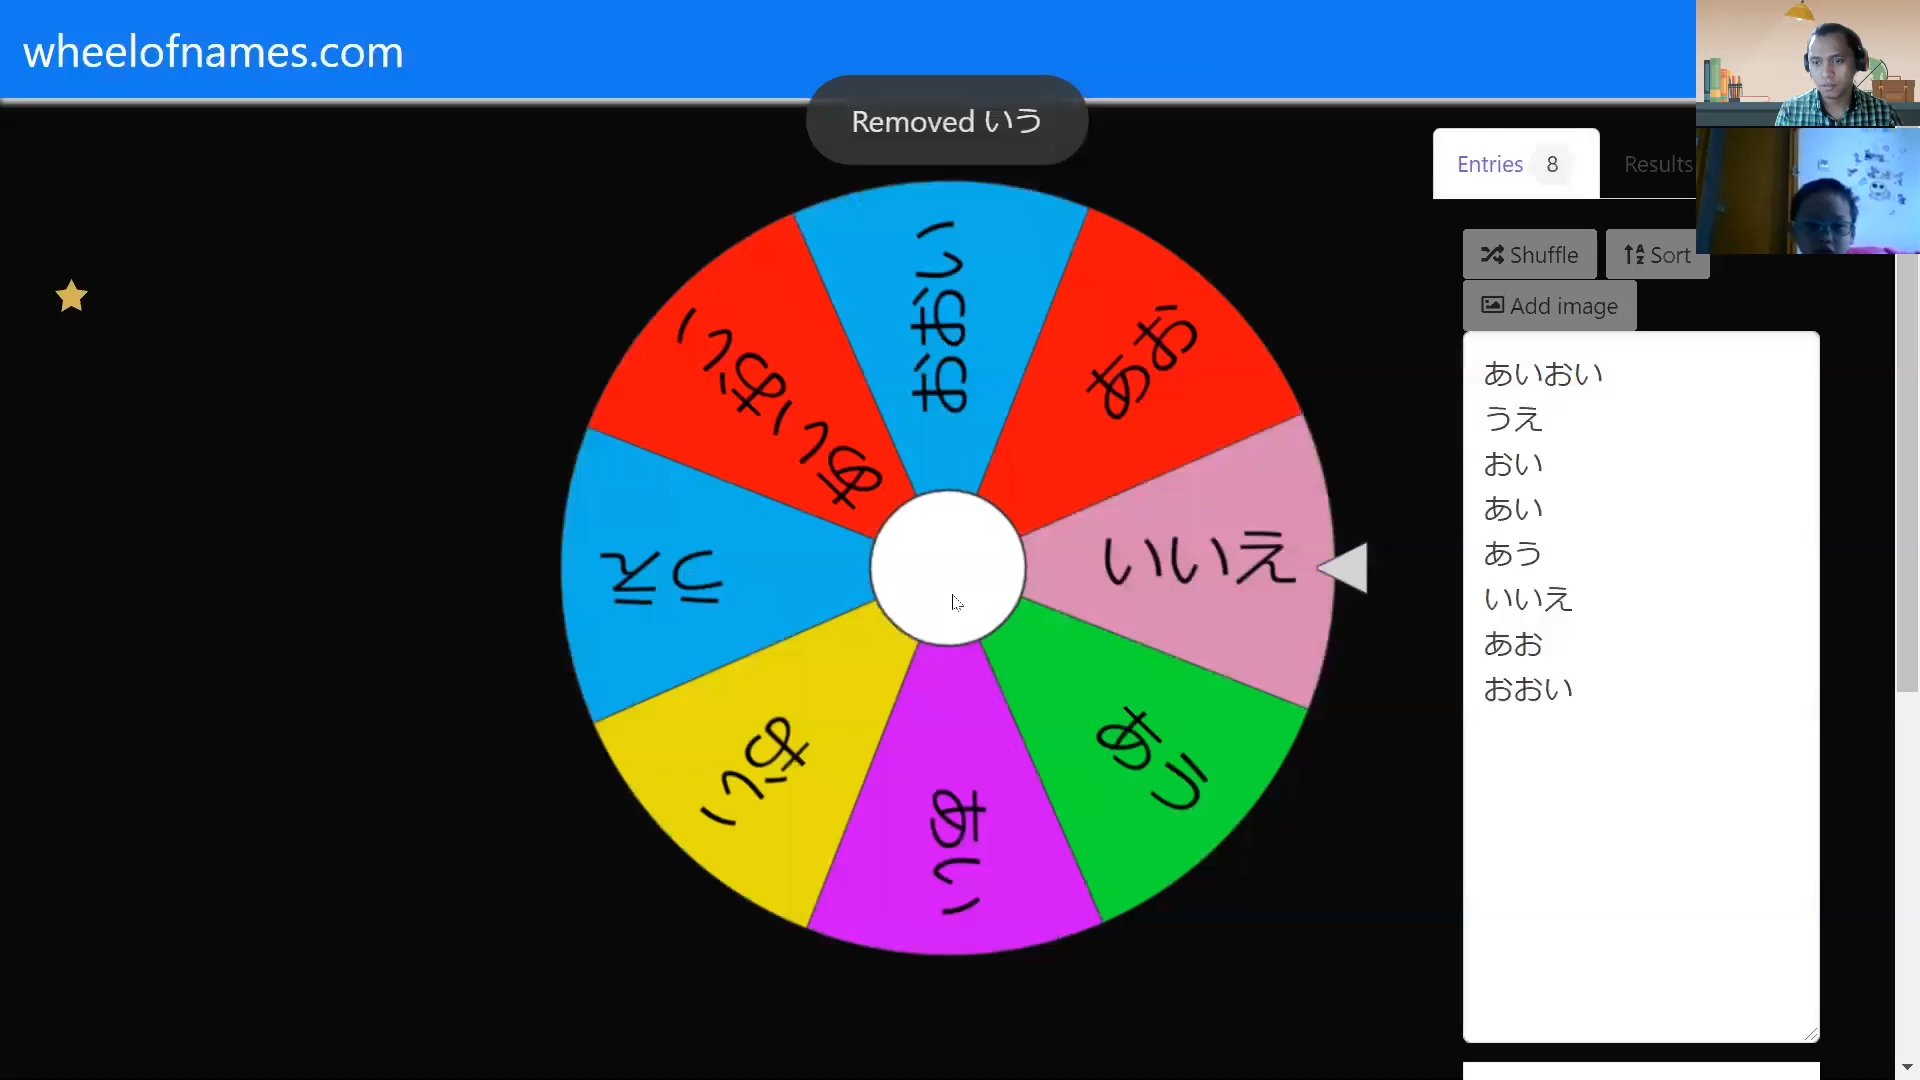 wheelofnames.com
Removed いう
Entries 8
Results
Shuffle
Sort
Add image
あいおい
うえ
おい
あい
あう
いいえ
あお
おおい
おおい
あお
いいえ
あう
あい
おい
うえ
あいおい